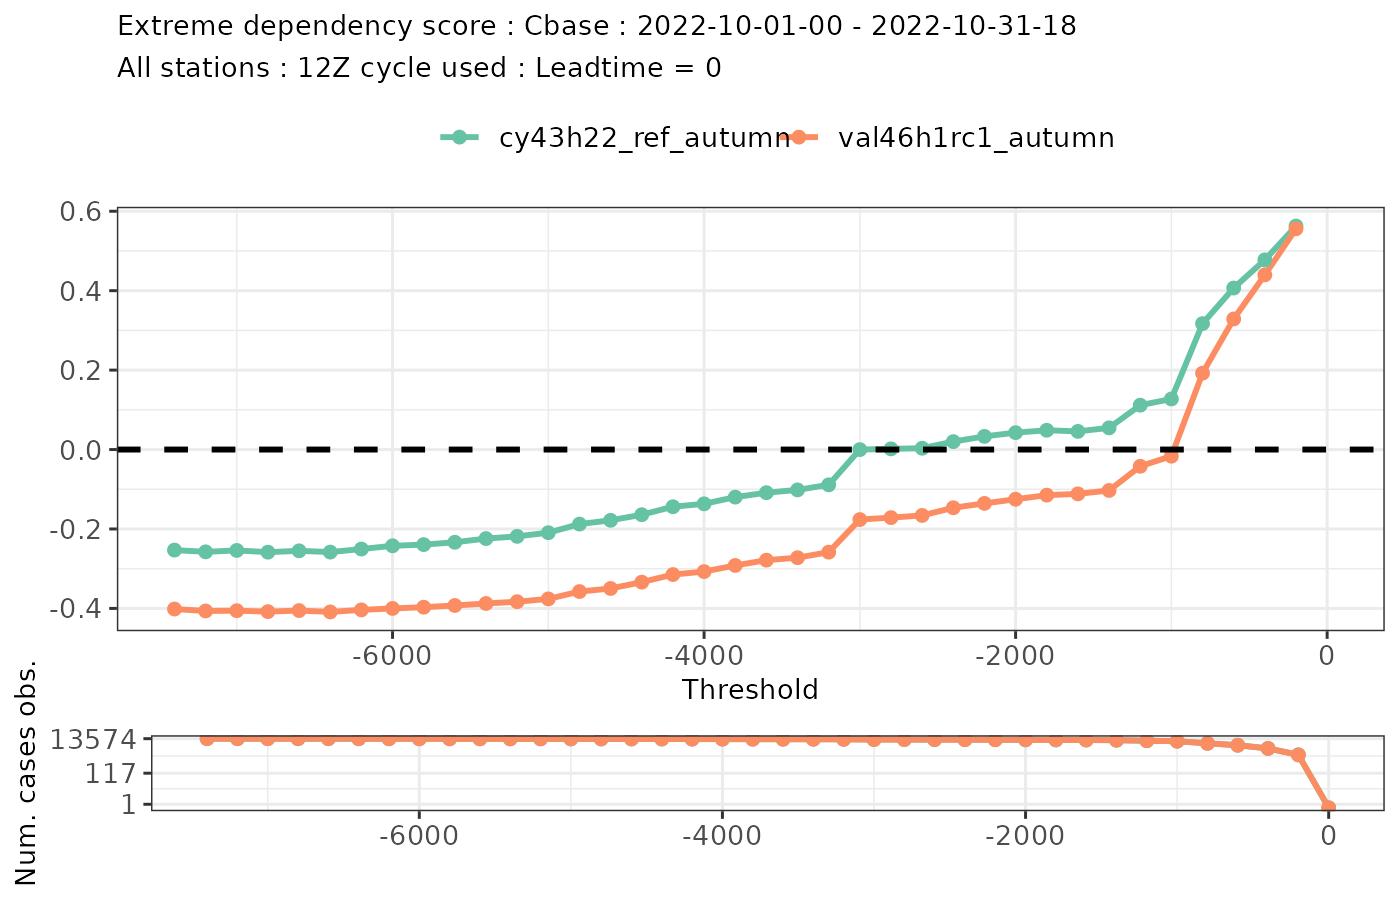 Extreme dependency score : Cbase : 2022-10-01-00 - 2022-10-31-18
All stations : 12Z cycle used : Leadtime = 0
cy43h22_ref_autumn val46h1rc1_autumn
0.6
0.4
0.2
0.0
-0.2
-0.4
-6000 -4000 -2000 0
Threshold
Num. cases obs.
13574
117
1
-6000 -4000 -2000 0